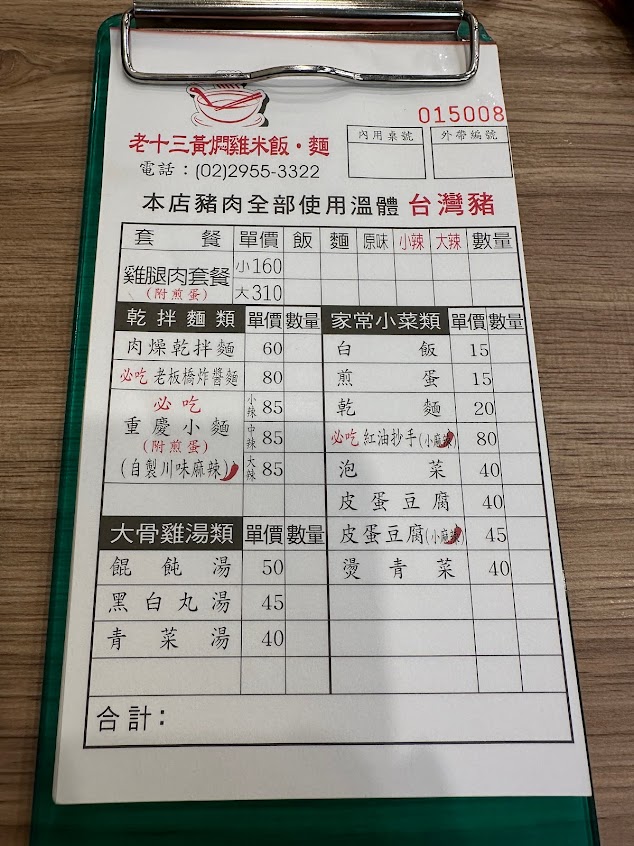 015008
老十三黃燜雞米飯·麵
內用桌號 外帶編號
電話：(02)2955-3322
本店豬肉全部使用溫體 台灣豬
套餐 單價 飯 麵 原味 小辣 大辣 數量
雞腿肉套餐 小160
(附煎蛋) 大310
乾拌麵類 單價 數量
肉燥乾拌麵 60
必吃 老板橋炸醬麵 80
必吃 小辣 85
重慶小麵 中辣 85
(附煎蛋)
(自製川味麻辣) 大辣 85
大骨雞湯類 單價 數量
餛飩湯 50
黑白丸湯 45
青菜湯 40
家常小菜類 單價 數量
白飯 15
煎蛋 15
乾麵 20
必吃 紅油抄手(小麻辣) 80
泡菜 40
皮蛋豆腐 40
皮蛋豆腐(小麻辣) 45
燙青菜 40
合計：